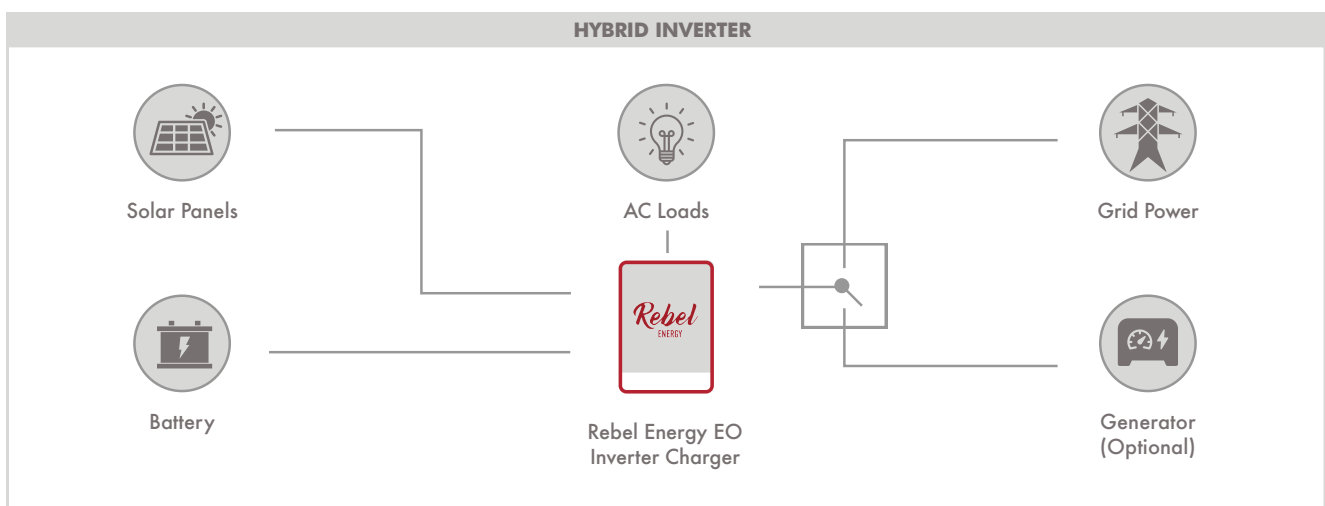 HYBRID INVERTER
Solar Panels
AC Loads
Grid Power
Rebel
ENERGY
Battery
Rebel Energy EO
Inverter Charger
Generator
(Optional)